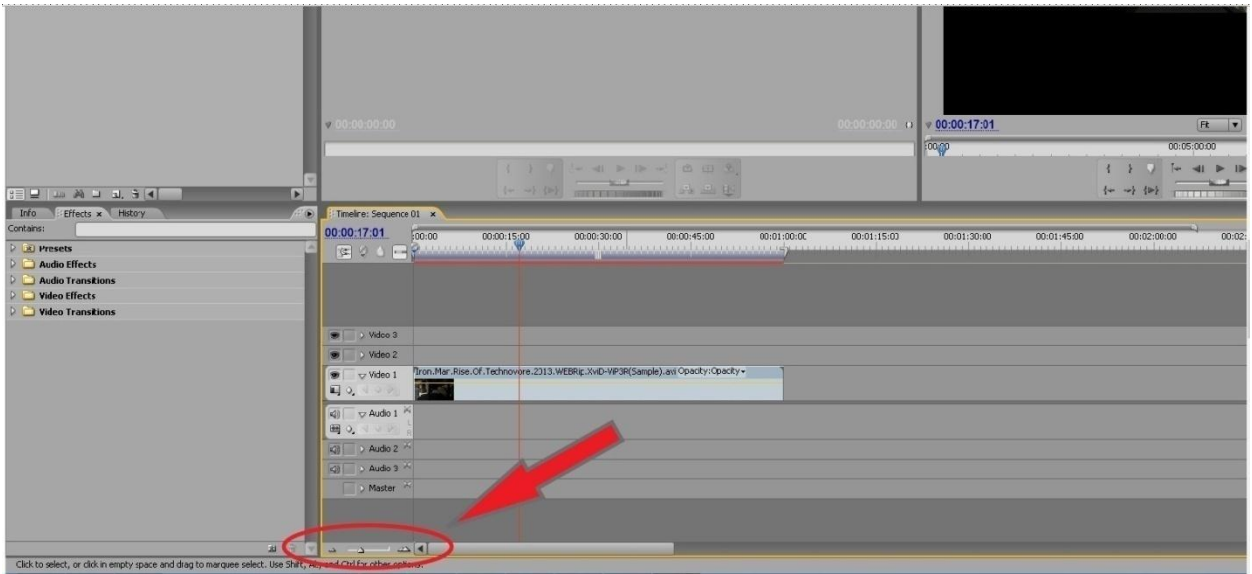 00:00:00:00 00:00:00:00 00:00:17:01 Fit
:00:00 00:05:00:00
Info Effects x History Timeline: Sequence 01 x
Contains: 00:00:17:01 :00:00 00:00:15:00 00:00:30:00 00:00:45:00 00:01:00:00 00:01:15:00 00:01:30:00 00:01:45:00 00:02:00:00 00:02:
Presets
Audio Effects
Audio Transitions
Video Effects
Video Transitions
Video 3
Video 2
Video 1 Iron.Man.Rise.Of.Technovore.2013.WEBRip.XviD-ViP3R(Sample).avi Opacity:Opacity
Audio 1
L
R
Audio 2
Audio 3
Master
Click to select, or click in empty space and drag to marquee select. Use Shift, Alt, and Ctrl for other options.